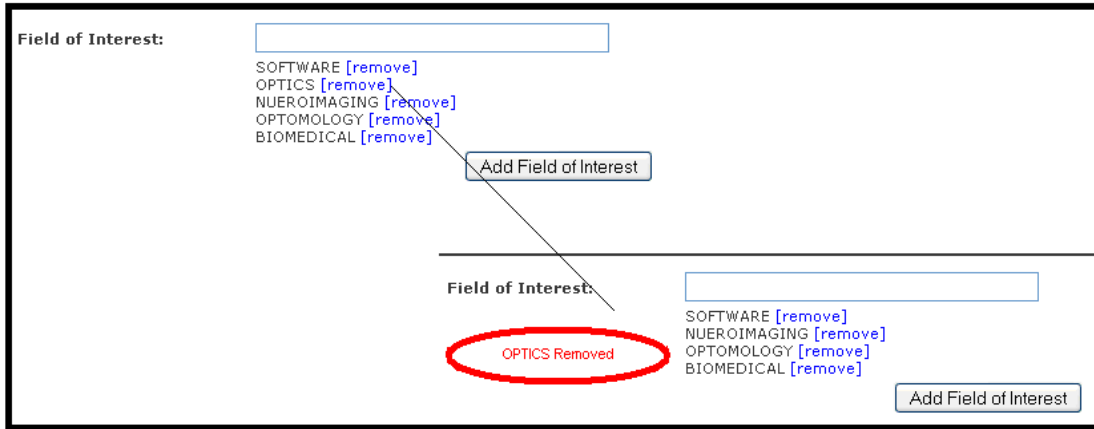 Field of Interest:
SOFTWARE [remove]
OPTICS [remove]
NUEROIMAGING [remove]
OPTOMOLOGY [remove]
BIOMEDICAL [remove]
Add Field of Interest
Field of Interest:
OPTICS Removed
SOFTWARE [remove]
NUEROIMAGING [remove]
OPTOMOLOGY [remove]
BIOMEDICAL [remove]
Add Field of Interest